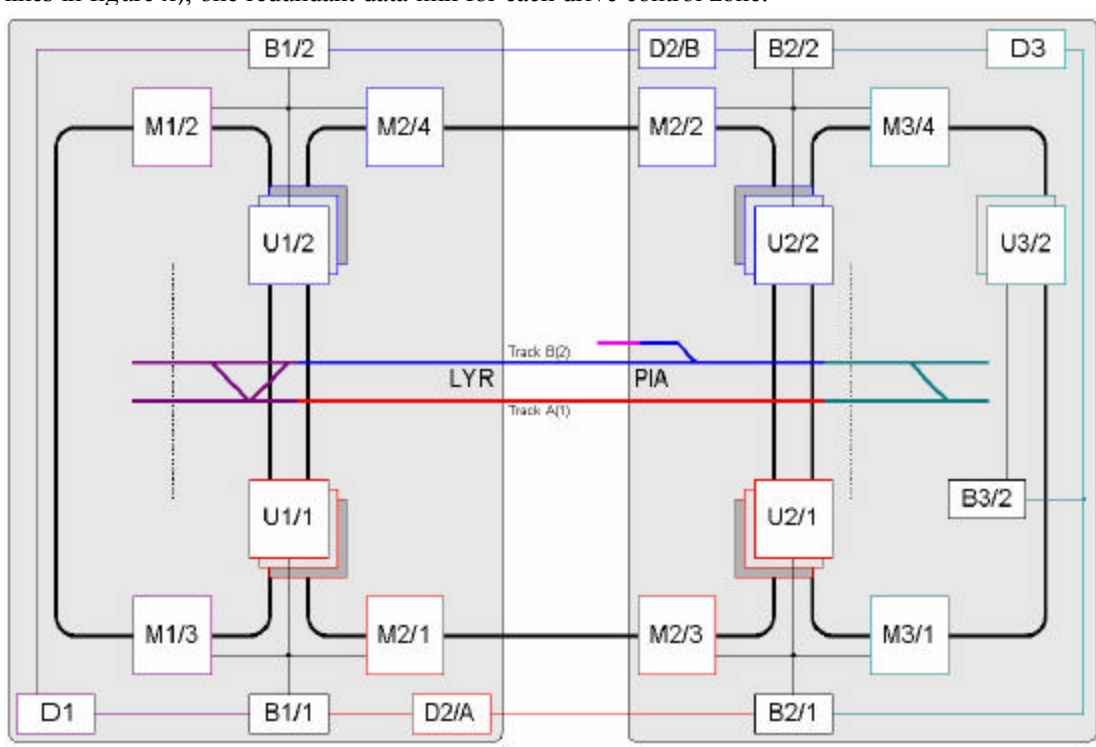 lines in figure x), one redundant data link for each drive control zone.
B1/2 D2/B B2/2 D3
M1/2 M2/4 M2/2 M3/4
U1/2 U2/2 U3/2
Track B(2)
LYR PIA
Track A(1)
B3/2
U1/1 U2/1
M1/3 M2/1 M2/3 M3/1
D1 B1/1 D2/A B2/1